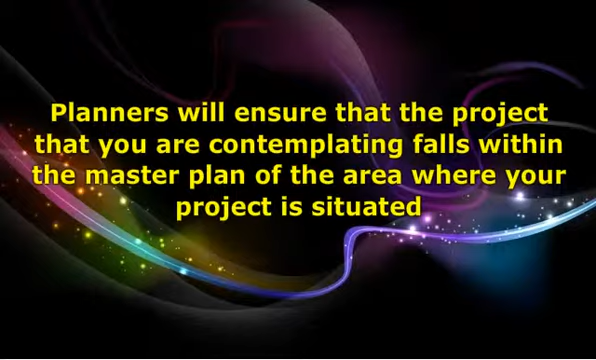 Planners will ensure that the project
that you are contemplating falls within
the master plan of the area where your
project is situated